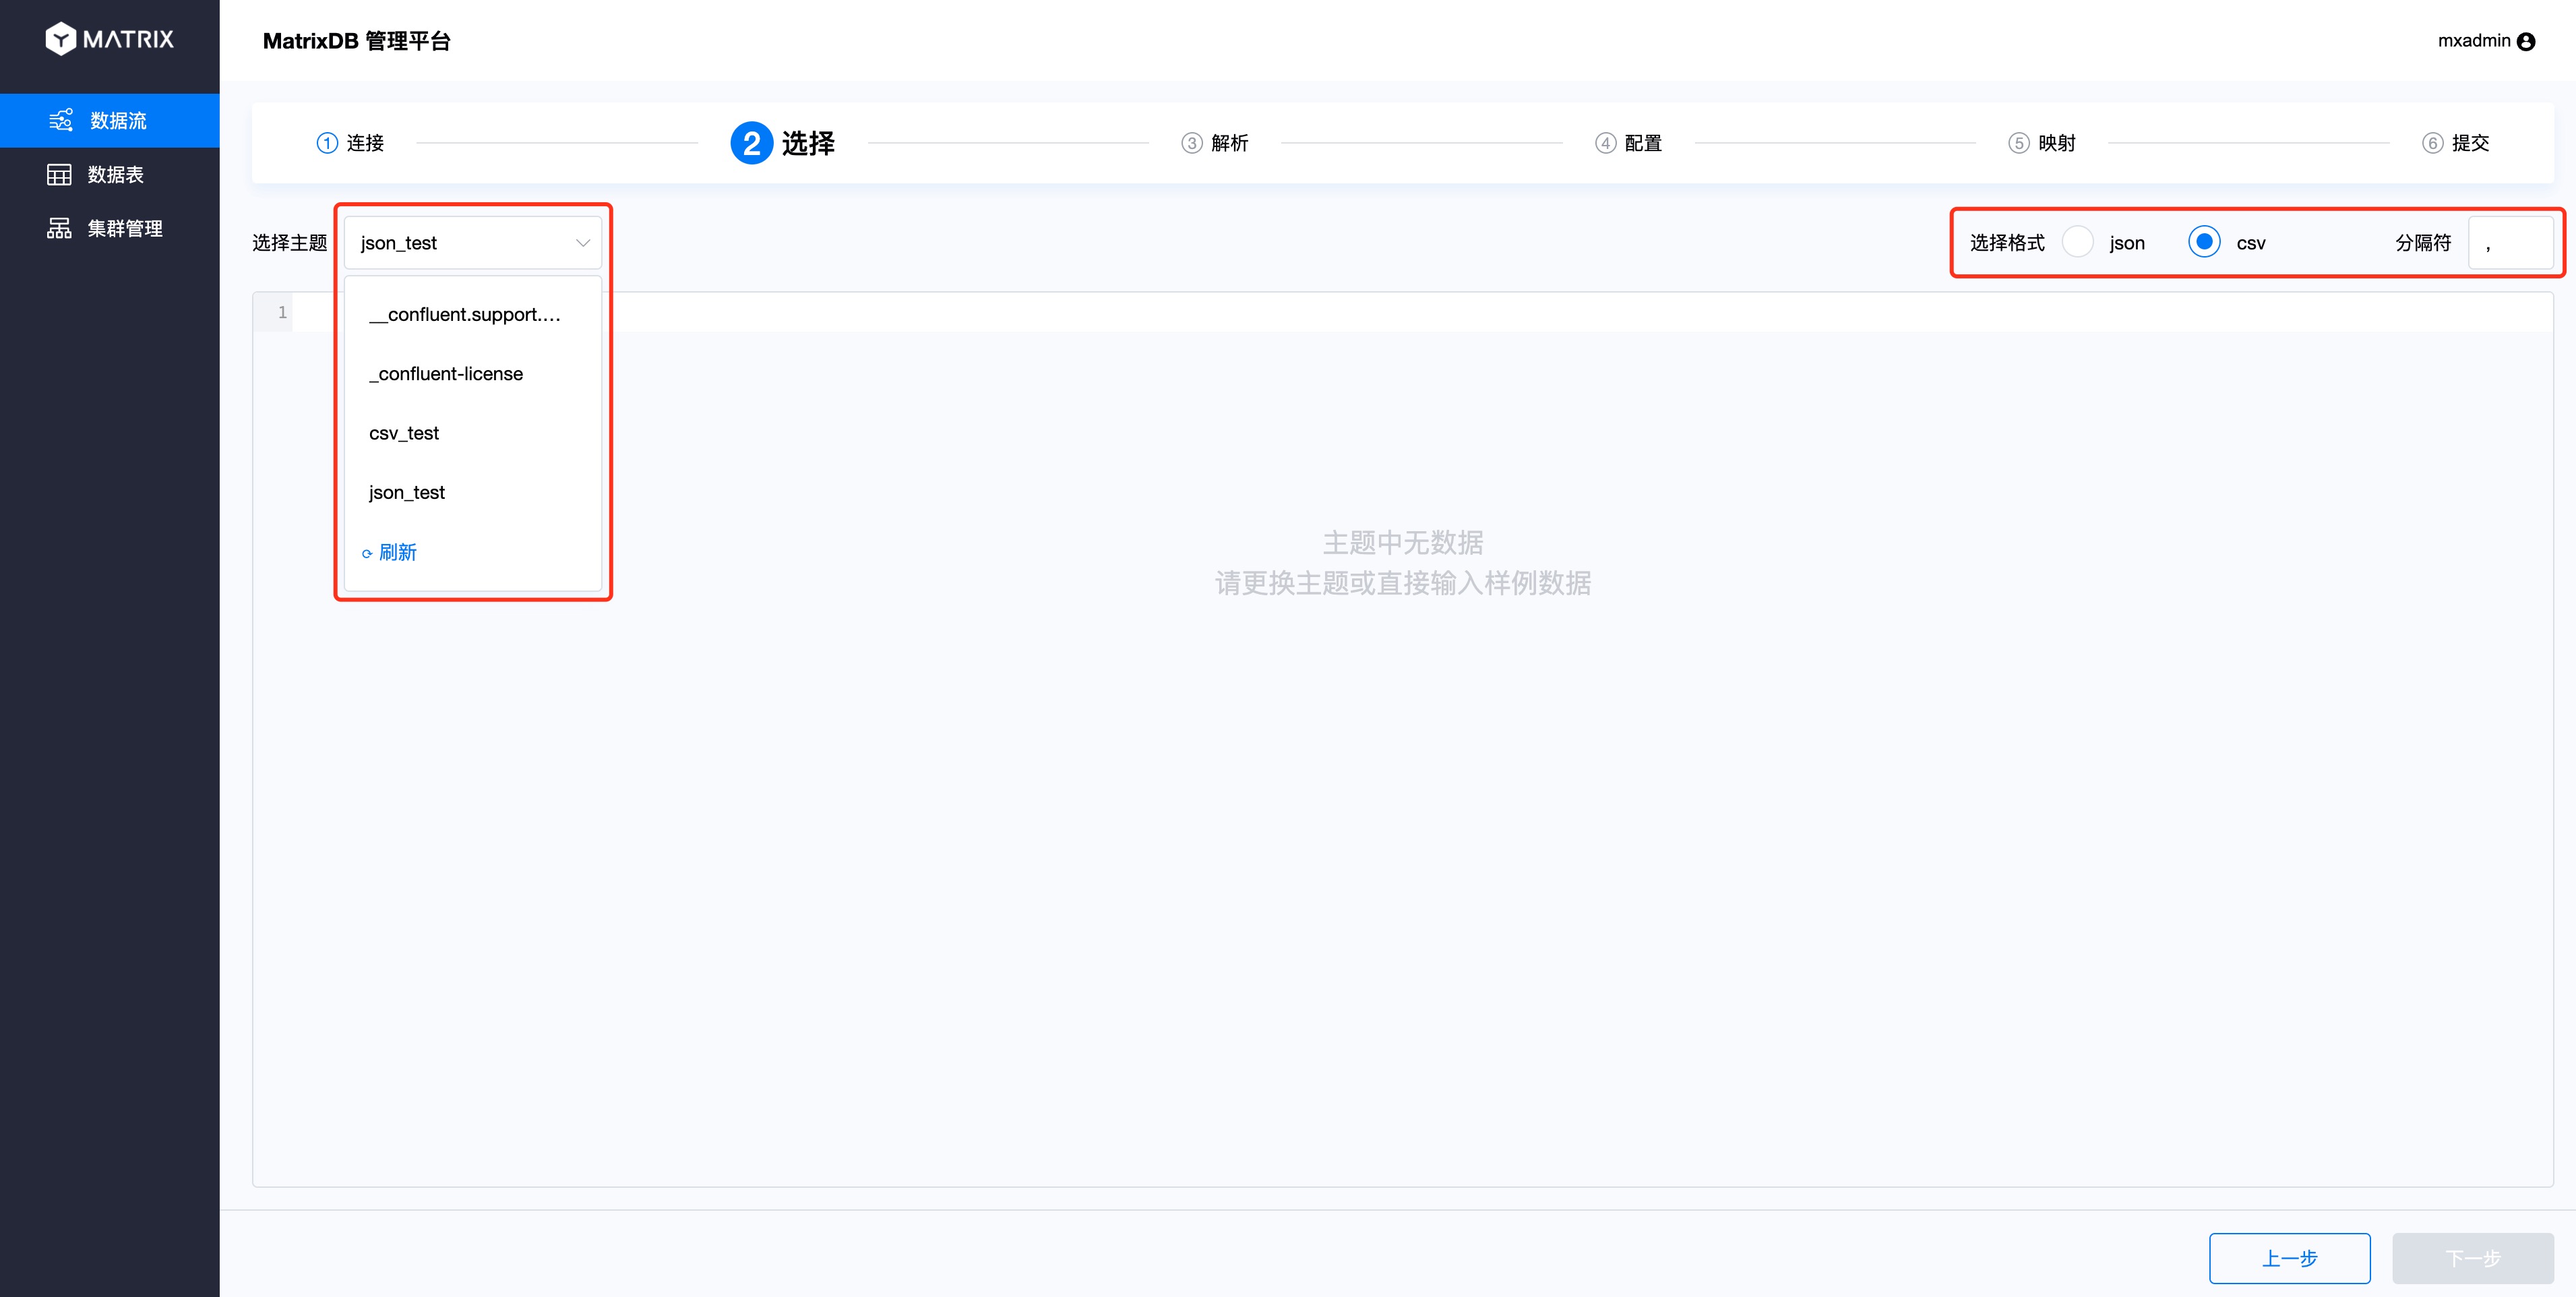 MATRIX
MatrixDB 管理平台
mxadmin
数据流
数据表
集群管理
1 连接
2 选择
3 解析
4 配置
5 映射
6 提交
选择主题
json_test
选择格式
json
csv
分隔符
,
1
__confluent.support....
_confluent-license
csv_test
json_test
刷新
主题中无数据
请更换主题或直接输入样例数据
上一步
下一步